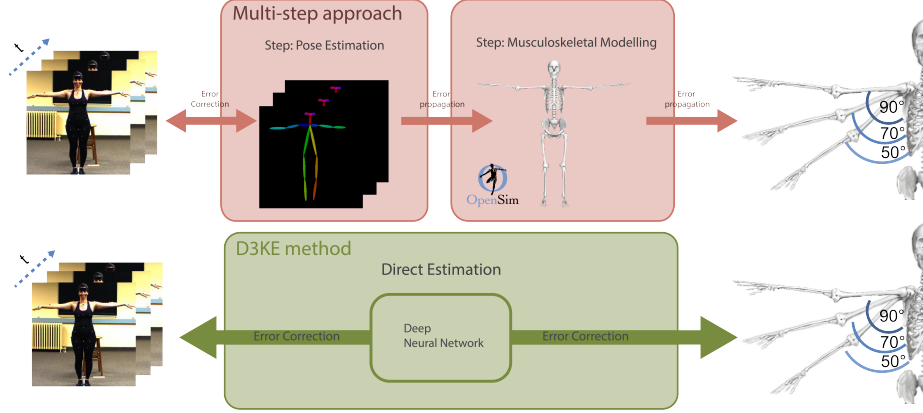 Multi-step approach
Step: Pose Estimation
Step: Musculoskeletal Modelling
t
Error
Correction
Error
propagation
Error
propagation
90°
70°
50°
OpenSim
D3KE method
t
Direct Estimation
Error Correction
Deep
Neural Network
Error Correction
90°
70°
50°